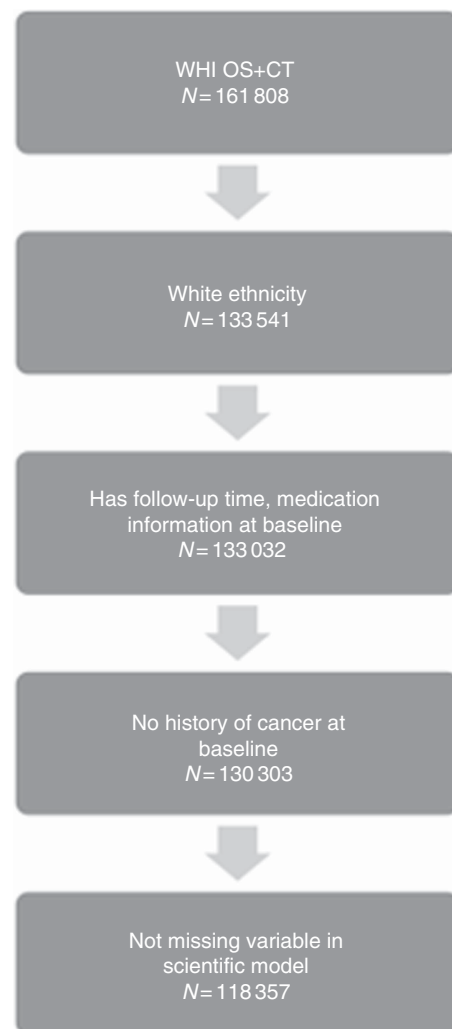 WHI OS+CT
N=161 808
White ethnicity
N=133 541
Has follow-up time, medication
information at baseline
N=133 032
No history of cancer at
baseline
N=130 303
Not missing variable in
scientific model
N=118 357